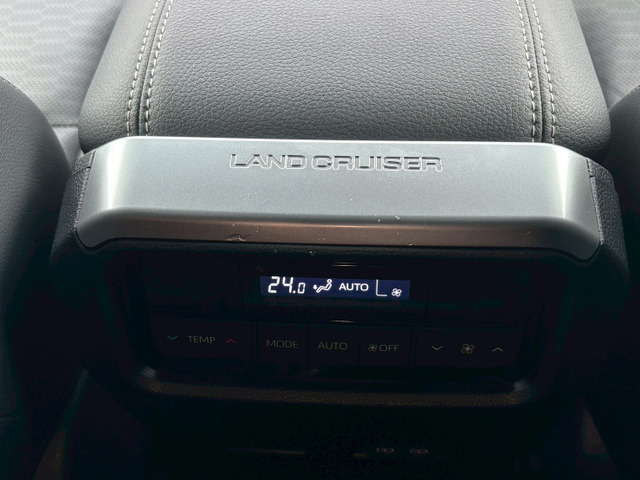 LAND CRUISER
24.0 AUTO
TEMP MODE AUTO OFF